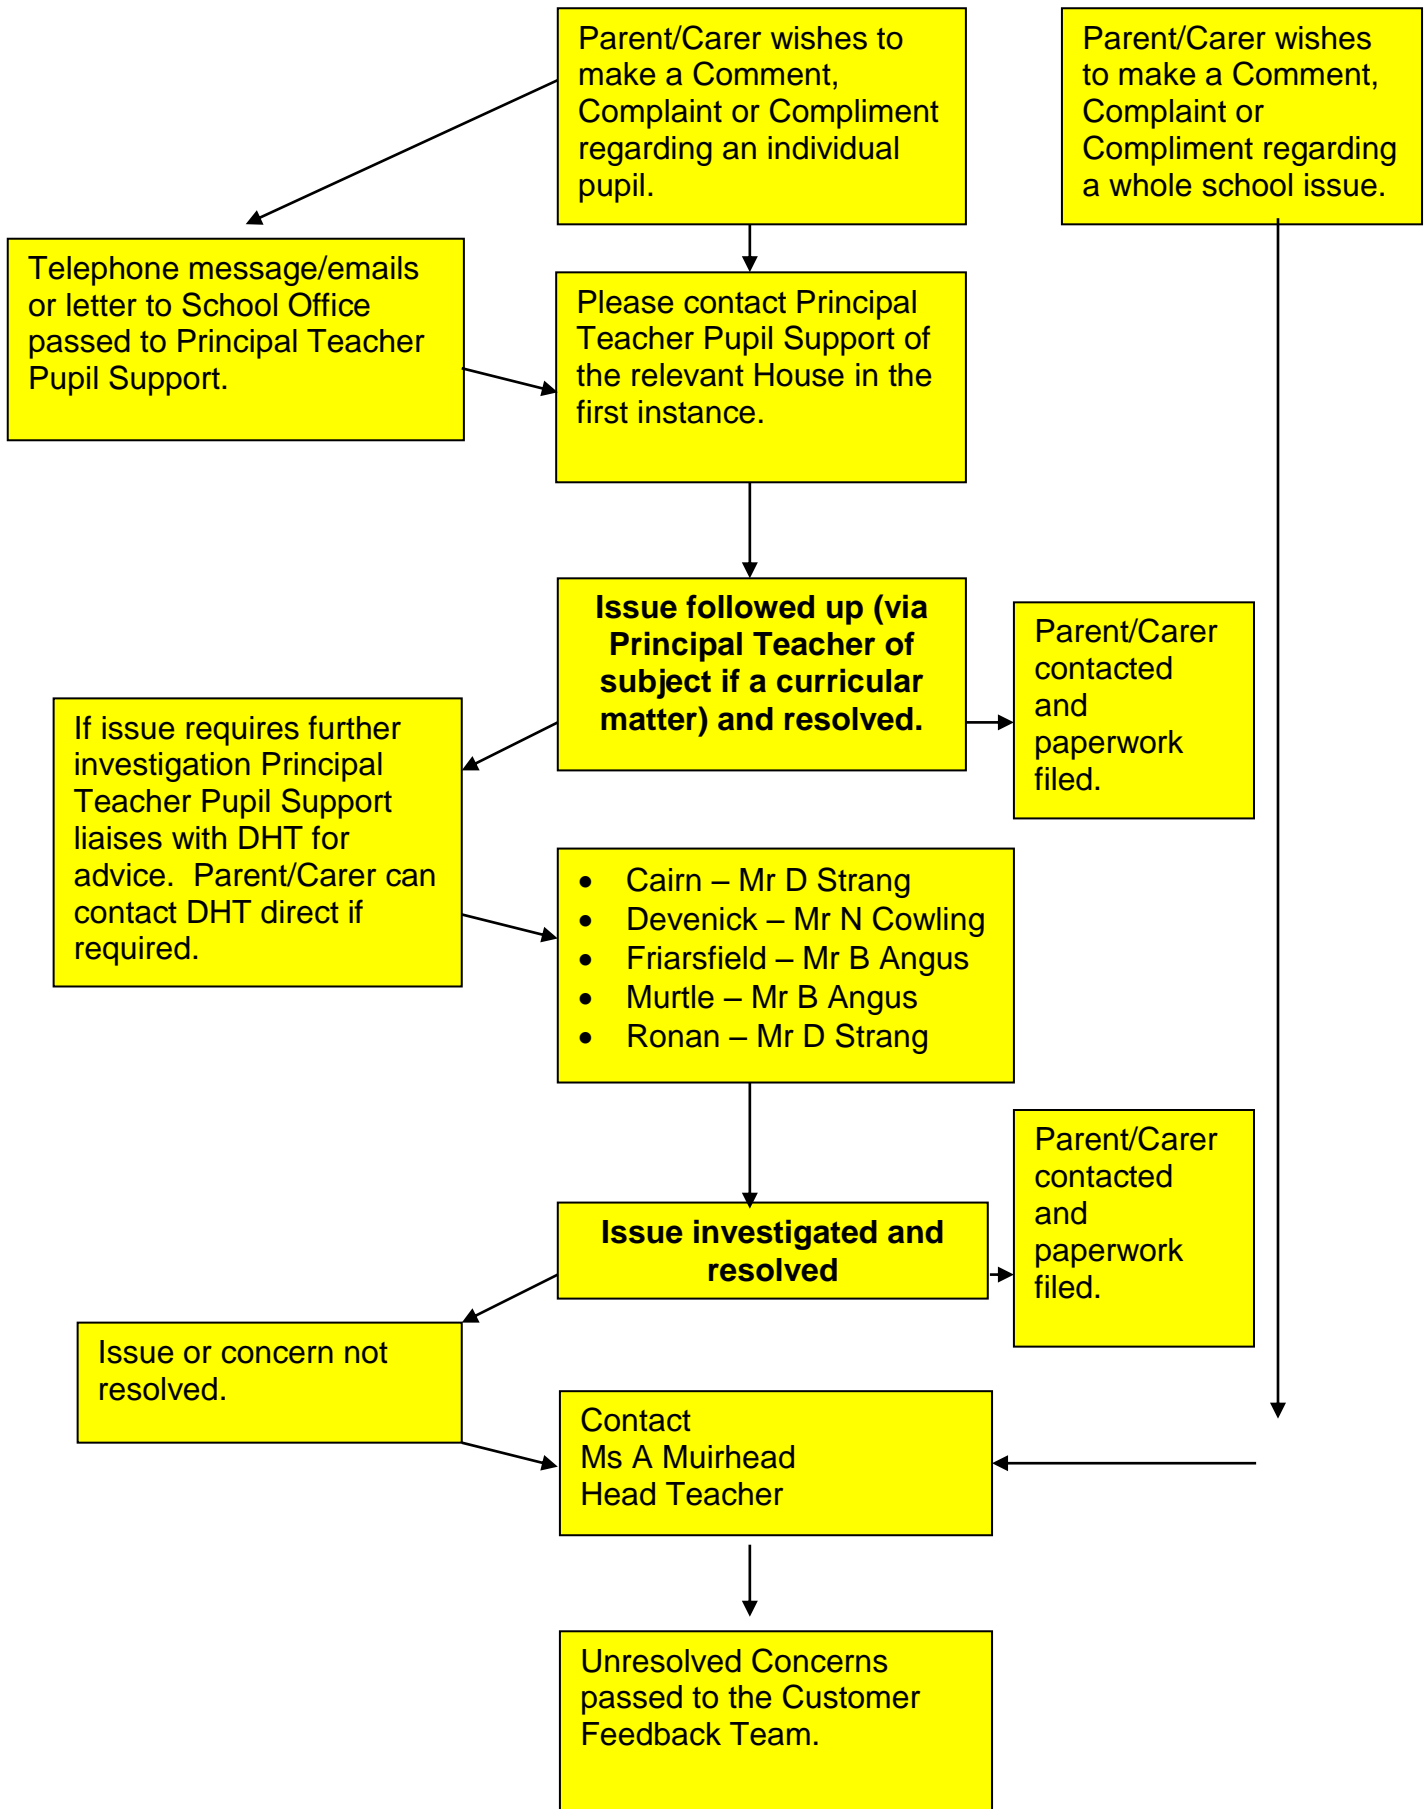 Parent/Carer wishes to
make a Comment,
Complaint or Compliment
regarding an individual
pupil.
Parent/Carer wishes
to make a Comment,
Complaint or
Compliment regarding
a whole school issue.
Telephone message/emails
or letter to School Office
passed to Principal Teacher
Pupil Support.
Please contact Principal
Teacher Pupil Support of
the relevant House in the
first instance.
Issue followed up (via
Principal Teacher of
subject if a curricular
matter) and resolved.
Parent/Carer
contacted
and
paperwork
filed.
If issue requires further
investigation Principal
Teacher Pupil Support
liaises with DHT for
advice.  Parent/Carer can
contact DHT direct if
required.
• Cairn – Mr D Strang
• Devenick – Mr N Cowling
• Friarsfield – Mr B Angus
• Murtle – Mr B Angus
• Ronan – Mr D Strang
Parent/Carer
contacted
and
paperwork
filed.
Issue investigated and
resolved
Issue or concern not
resolved.
Contact
Ms A Muirhead
Head Teacher
Unresolved Concerns
passed to the Customer
Feedback Team.